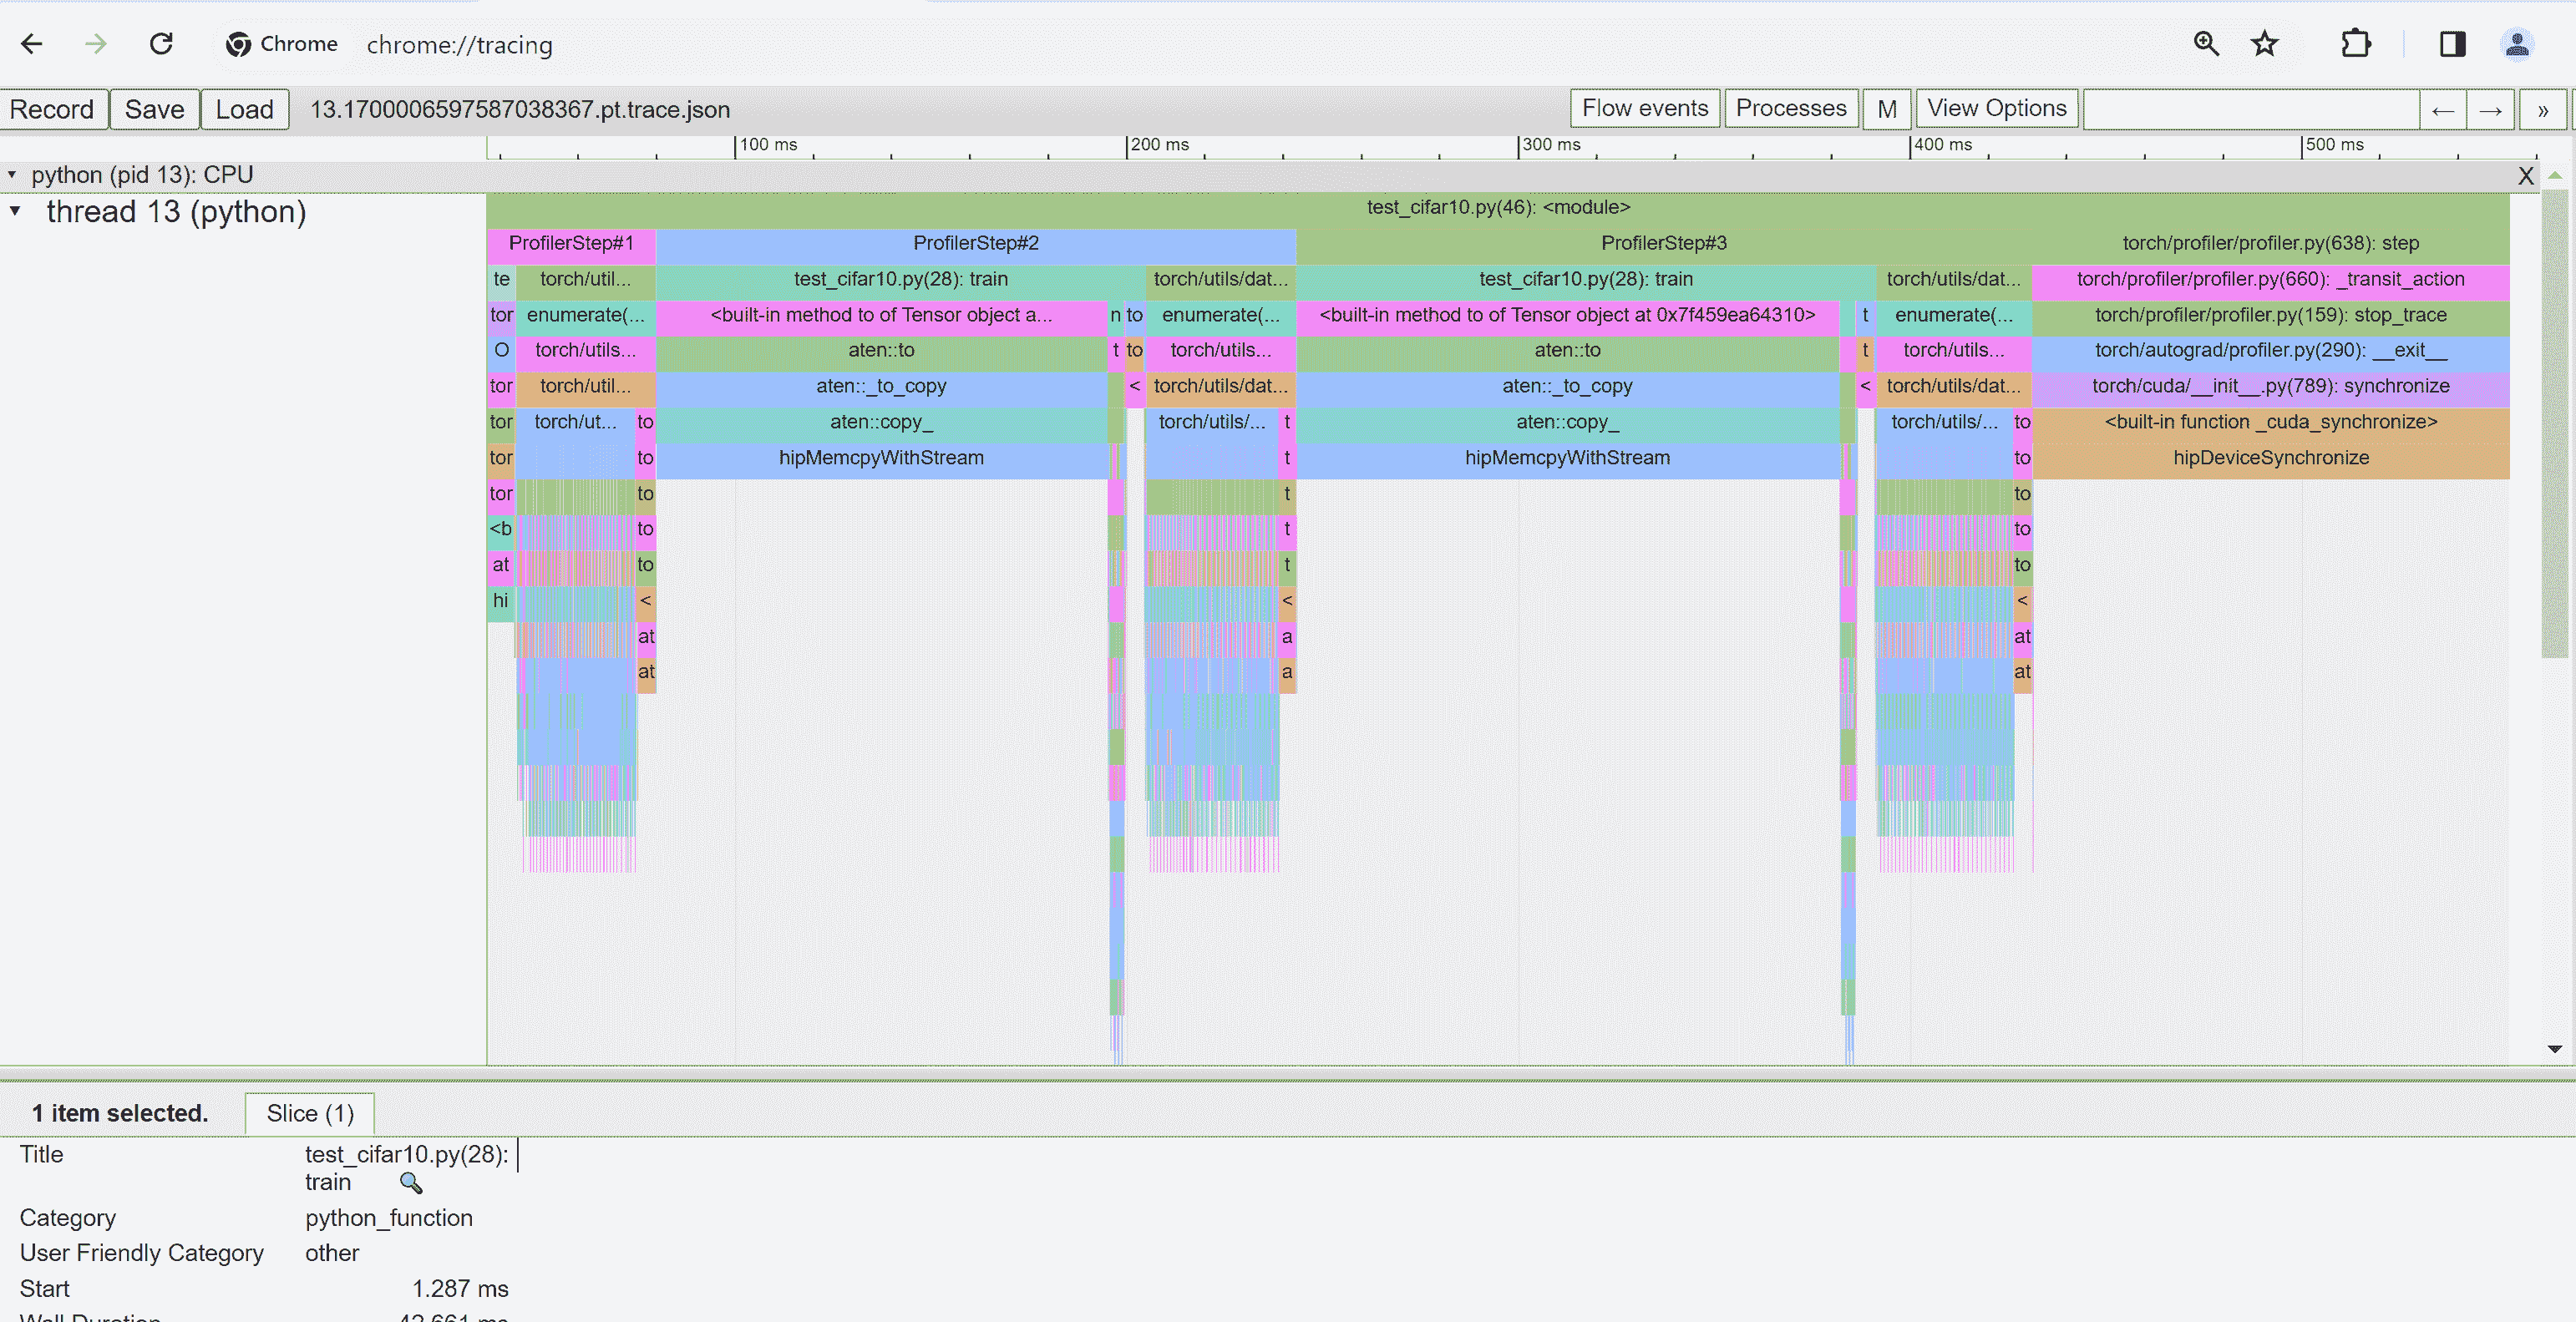 Chrome chrome://tracing
Record Save Load 13.1700006597587038367.pt.trace.json Flow events Processes M View Options ← → »
100 ms 200 ms 300 ms 400 ms 500 ms
python (pid 13): CPU X
thread 13 (python)
test_cifar10.py(46): <module>
ProfilerStep#1 ProfilerStep#2 ProfilerStep#3 torch/profiler/profiler.py(638): step
te torch/util... test_cifar10.py(28): train torch/utils/dat... test_cifar10.py(28): train torch/utils/dat... torch/profiler/profiler.py(660): _transit_action
tor enumerate(... <built-in method to of Tensor object a... n to enumerate(... <built-in method to of Tensor object at 0x7f459ea64310> t enumerate(... torch/profiler/profiler.py(159): stop_trace
O torch/utils... aten::to t to torch/utils... aten::to t torch/utils... torch/autograd/profiler.py(290): __exit__
tor torch/util... aten::_to_copy < torch/utils/dat... aten::_to_copy < torch/utils/dat... torch/cuda/__init__.py(789): synchronize
tor torch/ut... to aten::copy_ torch/utils/... t aten::copy_ torch/utils/... to <built-in function _cuda_synchronize>
tor to hipMemcpyWithStream t hipMemcpyWithStream to hipDeviceSynchronize
tor to t to
<b to t to
at to t to
hi < < <
at a at
at a at
1 item selected. Slice (1)
Title test_cifar10.py(28):
train
Category python_function
User Friendly Category other
Start 1.287 ms
Wall Duration 42.661 ms